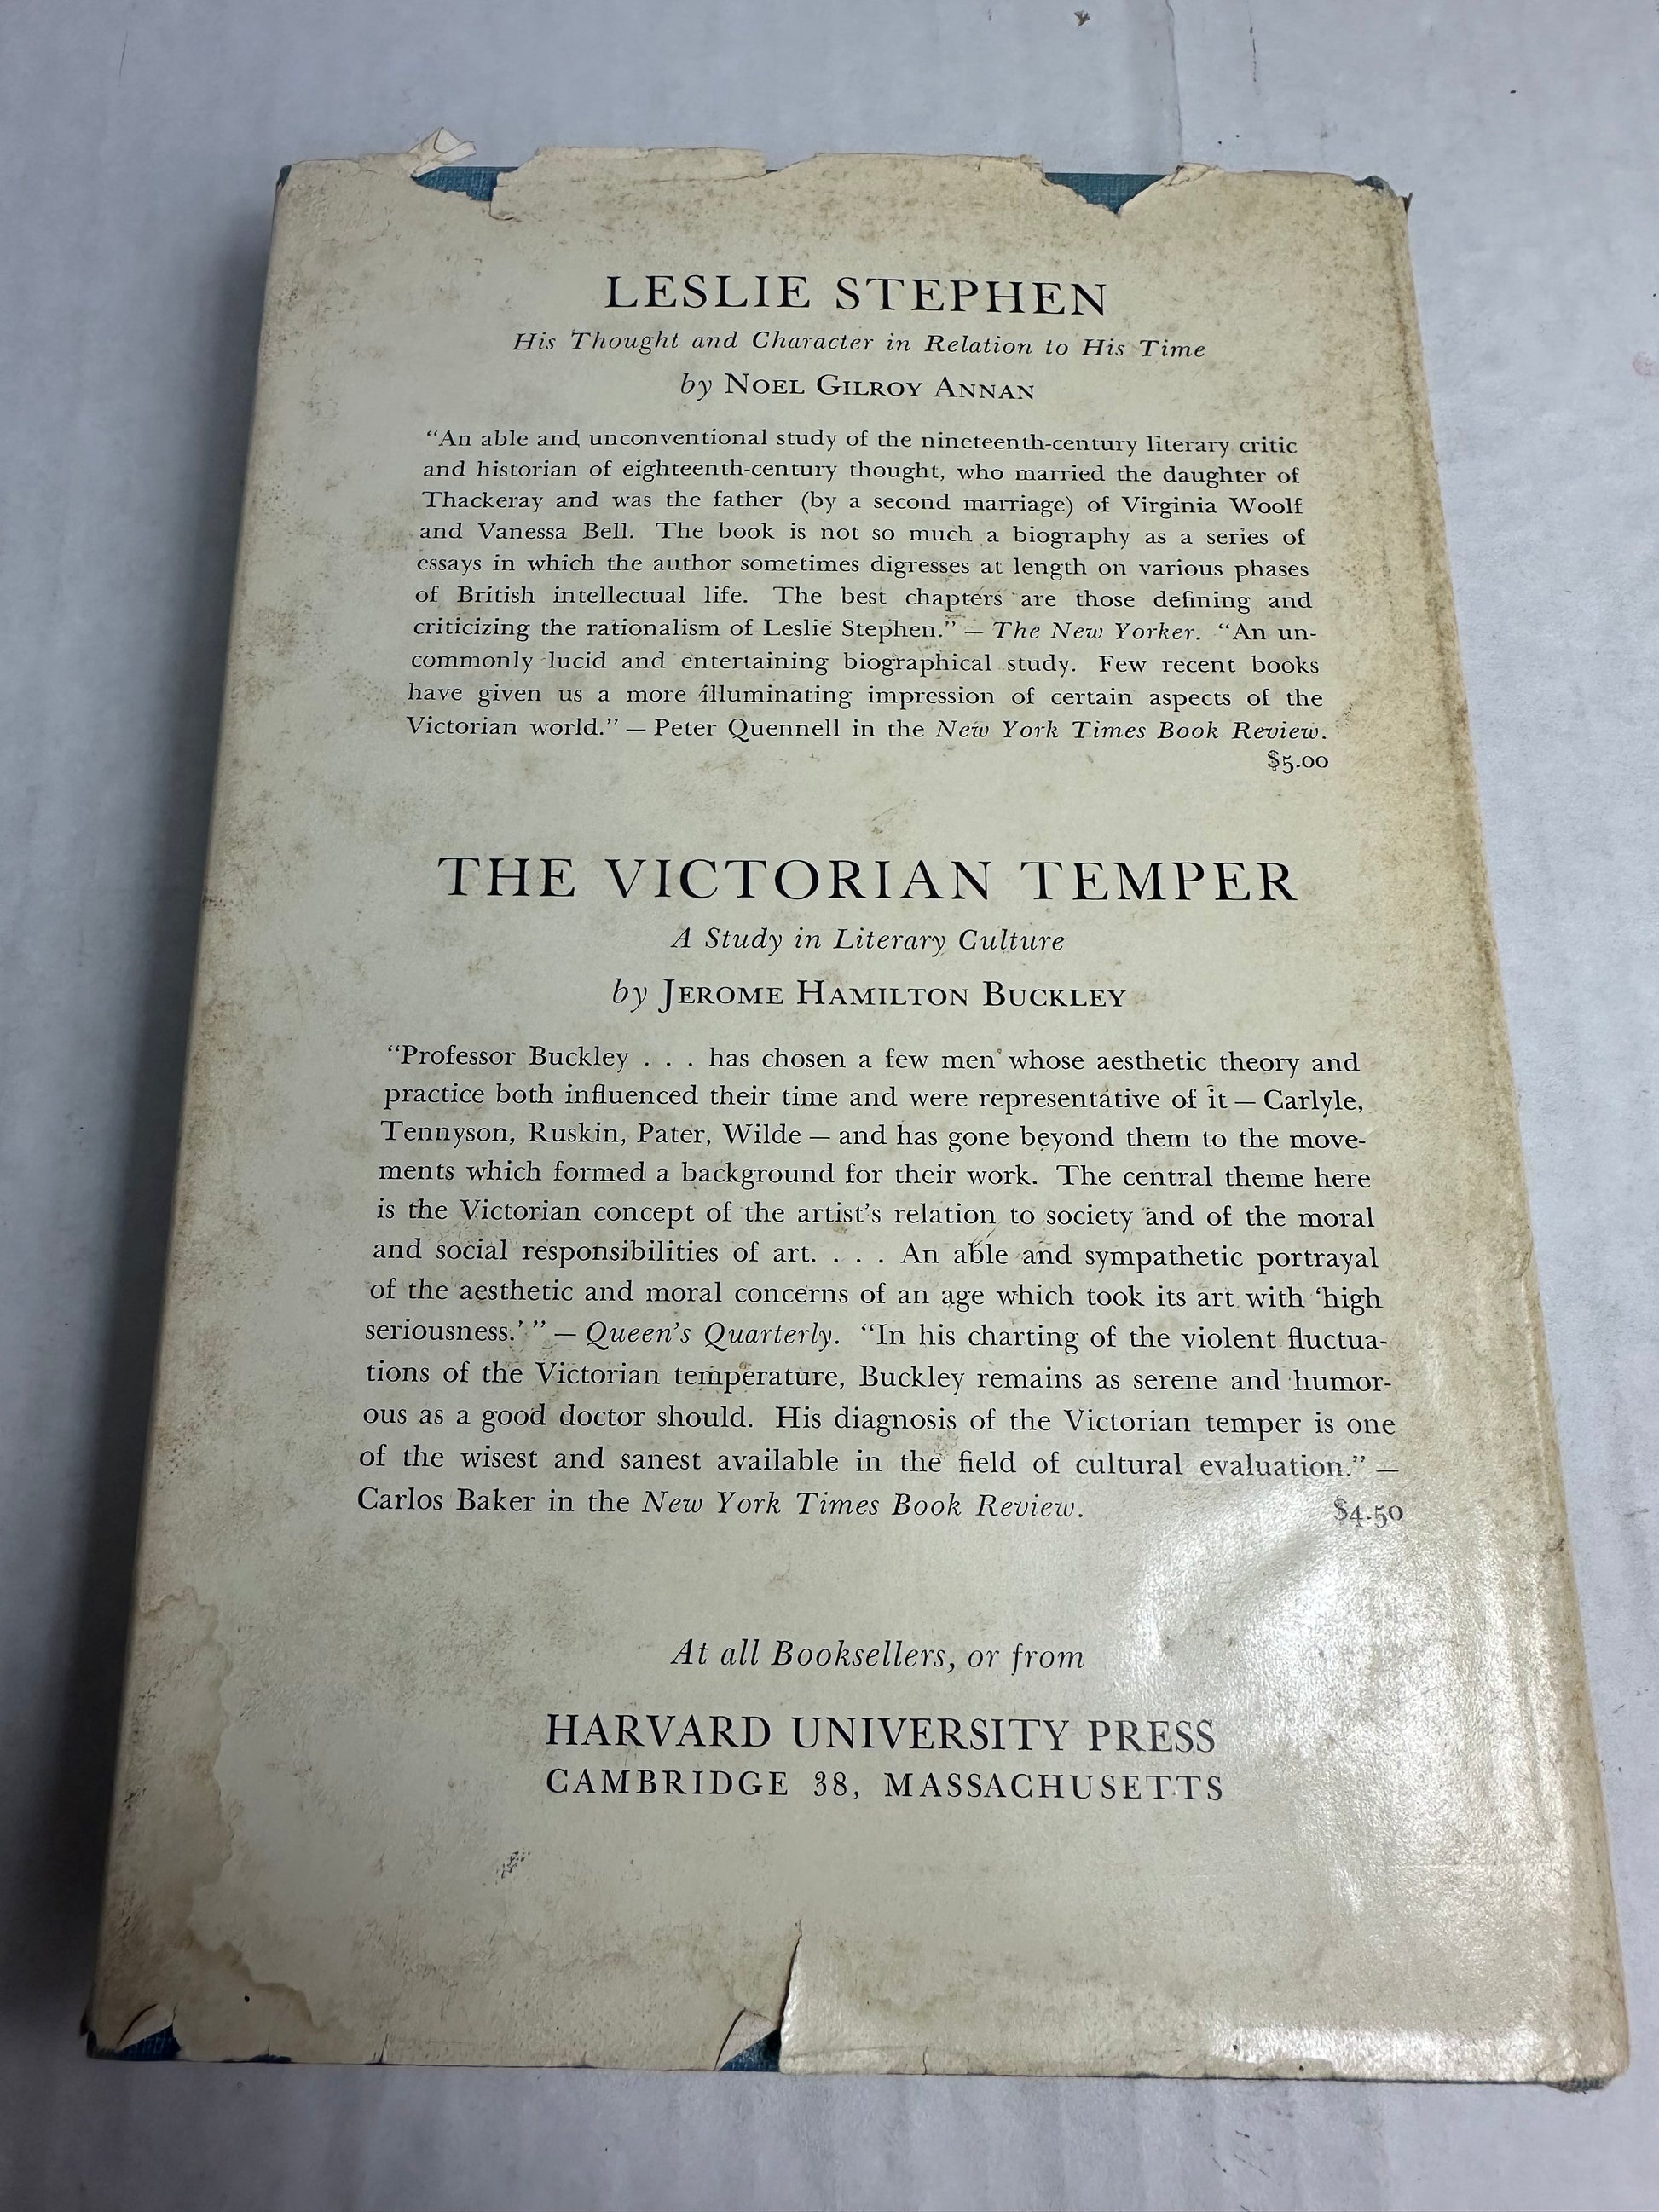 LESLIE STEPHEN
His Thought and Character in Relation to His Time
by NOEL GILROY ANNAN
“An able and unconventional study of the nineteenth-century literary critic
and historian of eighteenth-century thought, who married the daughter of
Thackeray and was the father (by a second marriage) of Virginia Woolf
and Vanessa Bell. The book is not so much a biography as a series of
essays in which the author sometimes digresses at length on various phases
of British intellectual life. The best chapters are those defining and
criticizing the rationalism of Leslie Stephen.” — The New Yorker. “An un-
commonly lucid and entertaining biographical study. Few recent books
have given us a more illuminating impression of certain aspects of the
Victorian world.” — Peter Quennell in the New York Times Book Review.
$5.00
THE VICTORIAN TEMPER
A Study in Literary Culture
by JEROME HAMILTON BUCKLEY
“Professor Buckley . . . has chosen a few men whose aesthetic theory and
practice both influenced their time and were representative of it — Carlyle,
Tennyson, Ruskin, Pater, Wilde — and has gone beyond them to the move-
ments which formed a background for their work. The central theme here
is the Victorian concept of the artist’s relation to society and of the moral
and social responsibilities of art. . . . An able and sympathetic portrayal
of the aesthetic and moral concerns of an age which took its art with ‘high
seriousness.’ ” — Queen’s Quarterly. “In his charting of the violent fluctua-
tions of the Victorian temperature, Buckley remains as serene and humor-
ous as a good doctor should. His diagnosis of the Victorian temper is one
of the wisest and sanest available in the field of cultural evaluation.” —
Carlos Baker in the New York Times Book Review. $4.50
At all Booksellers, or from
HARVARD UNIVERSITY PRESS
CAMBRIDGE 38, MASSACHUSETTS